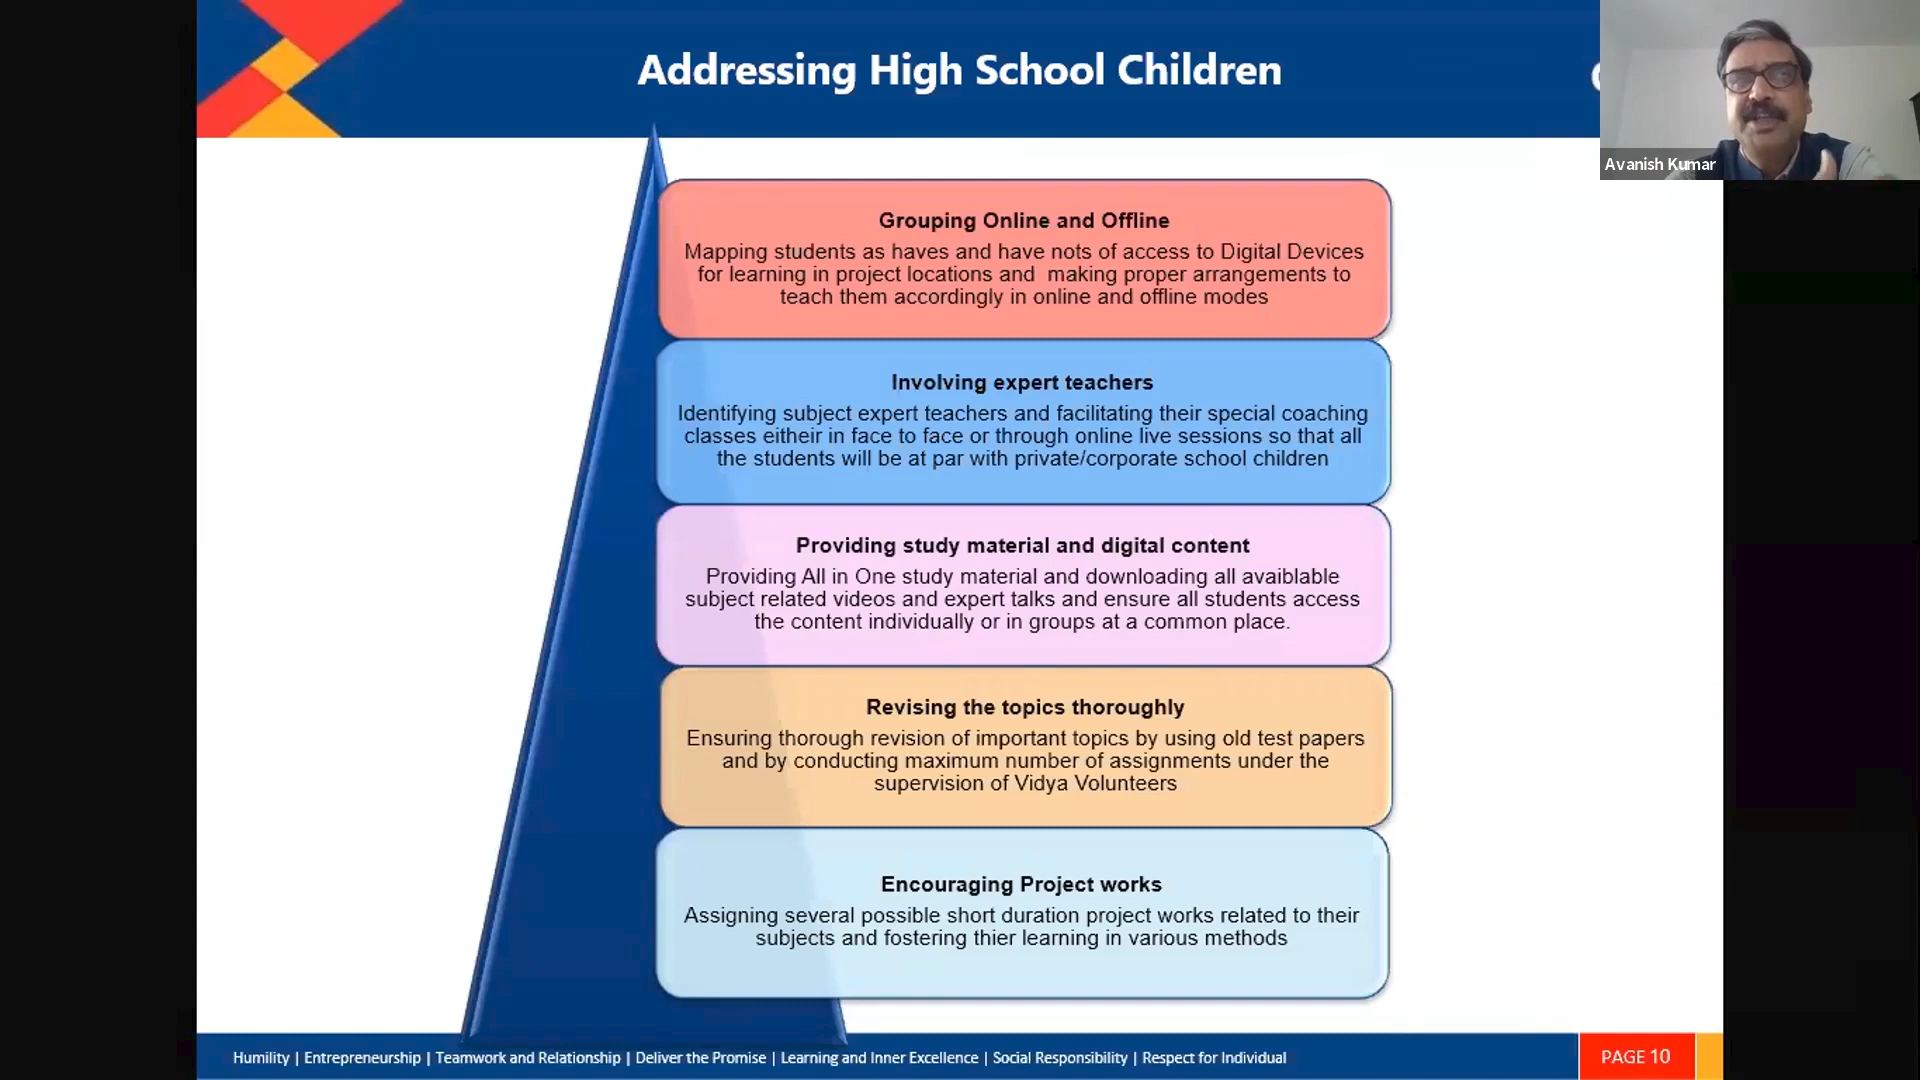 Addressing High School Children
Avanish Kumar
Grouping Online and Offline
Mapping students as haves and have nots of access to Digital Devices
for learning in project locations and making proper arrangements to
teach them accordingly in online and offline modes
Involving expert teachers
Identifying subject expert teachers and facilitating their special coaching
classes eitheir in face to face or through online live sessions so that all
the students will be at par with private/corporate school children
Providing study material and digital content
Providing All in One study material and downloading all avaiblable
subject related videos and expert talks and ensure all students access
the content individually or in groups at a common place.
Revising the topics thoroughly
Ensuring thorough revision of important topics by using old test papers
and by conducting maximum number of assignments under the
supervision of Vidya Volunteers
Encouraging Project works
Assigning several possible short duration project works related to their
subjects and fostering thier learning in various methods
Humility | Entrepreneurship | Teamwork and Relationship | Deliver the Promise | Learning and Inner Excellence | Social Responsibility | Respect for Individual
PAGE 10